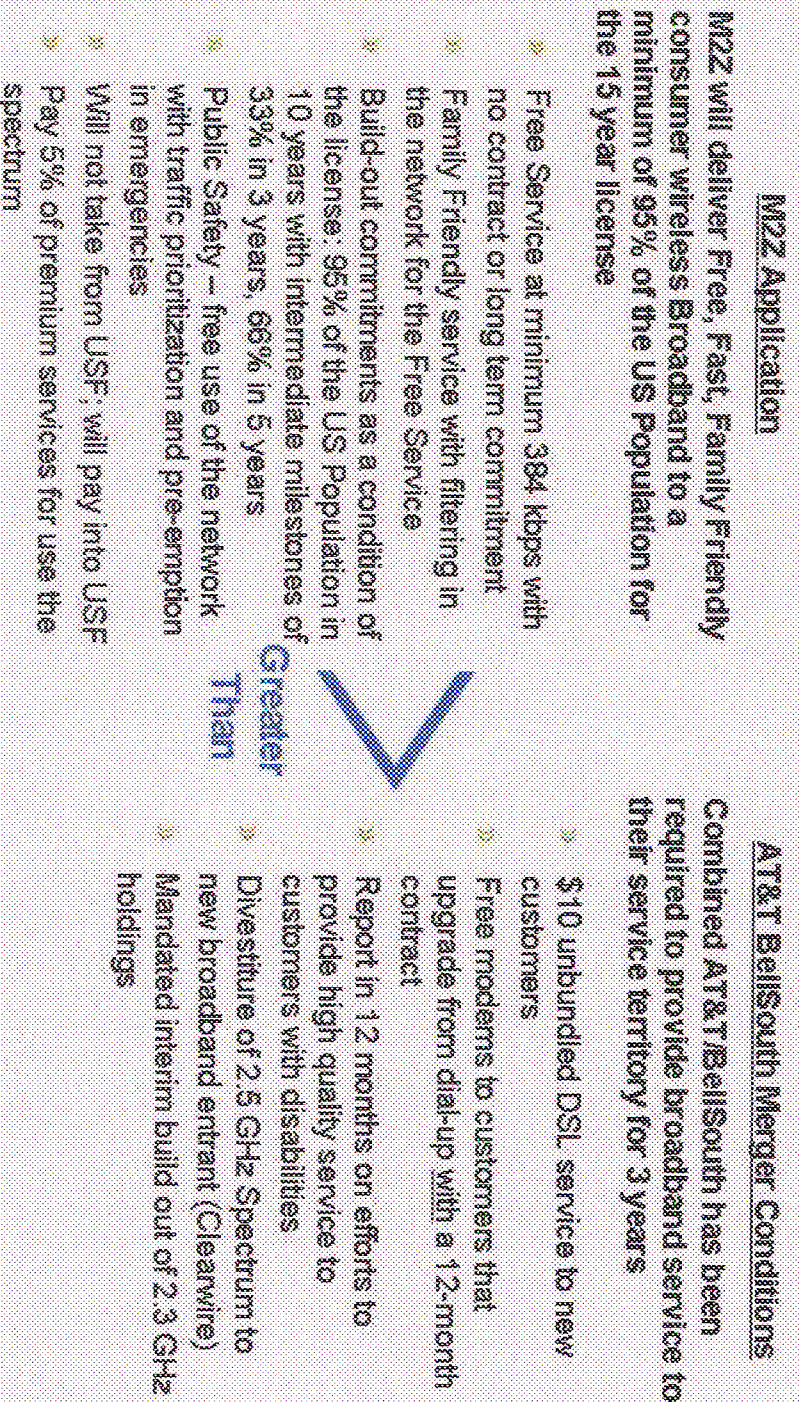 M2Z Application
M2Z will deliver Free, Fast, Family Friendly
consumer wireless Broadband to a
minimum of 95% of the US Population for
the 15 year license
» Free Service at minimum 384 kbps with
no contract or long term commitment
» Family Friendly service with filtering in
the network for the Free Service
» Build-out commitments as a condition of
the license: 95% of the US Population in
10 years with intermediate milestones of
33% in 3 years, 66% in 5 years
» Public Safety – free use of the network
with traffic prioritization and pre-emption
in emergencies
» Will not take from USF; will pay into USF
» Pay 5% of premium services for use the
spectrum
Greater
Than
AT&T BellSouth Merger Conditions
Combined AT&T/BellSouth has been
required to provide broadband service to
their service territory for 3 years
» $10 unbundled DSL service to new
customers
» Free modems to customers that
upgrade from dial-up with a 12-month
contract
» Report in 12 months on efforts to
provide high quality service to
customers with disabilities
» Divestiture of 2.5 GHz Spectrum to
new broadband entrant (Clearwire)
» Mandated interim build out of 2.3 GHz
holdings